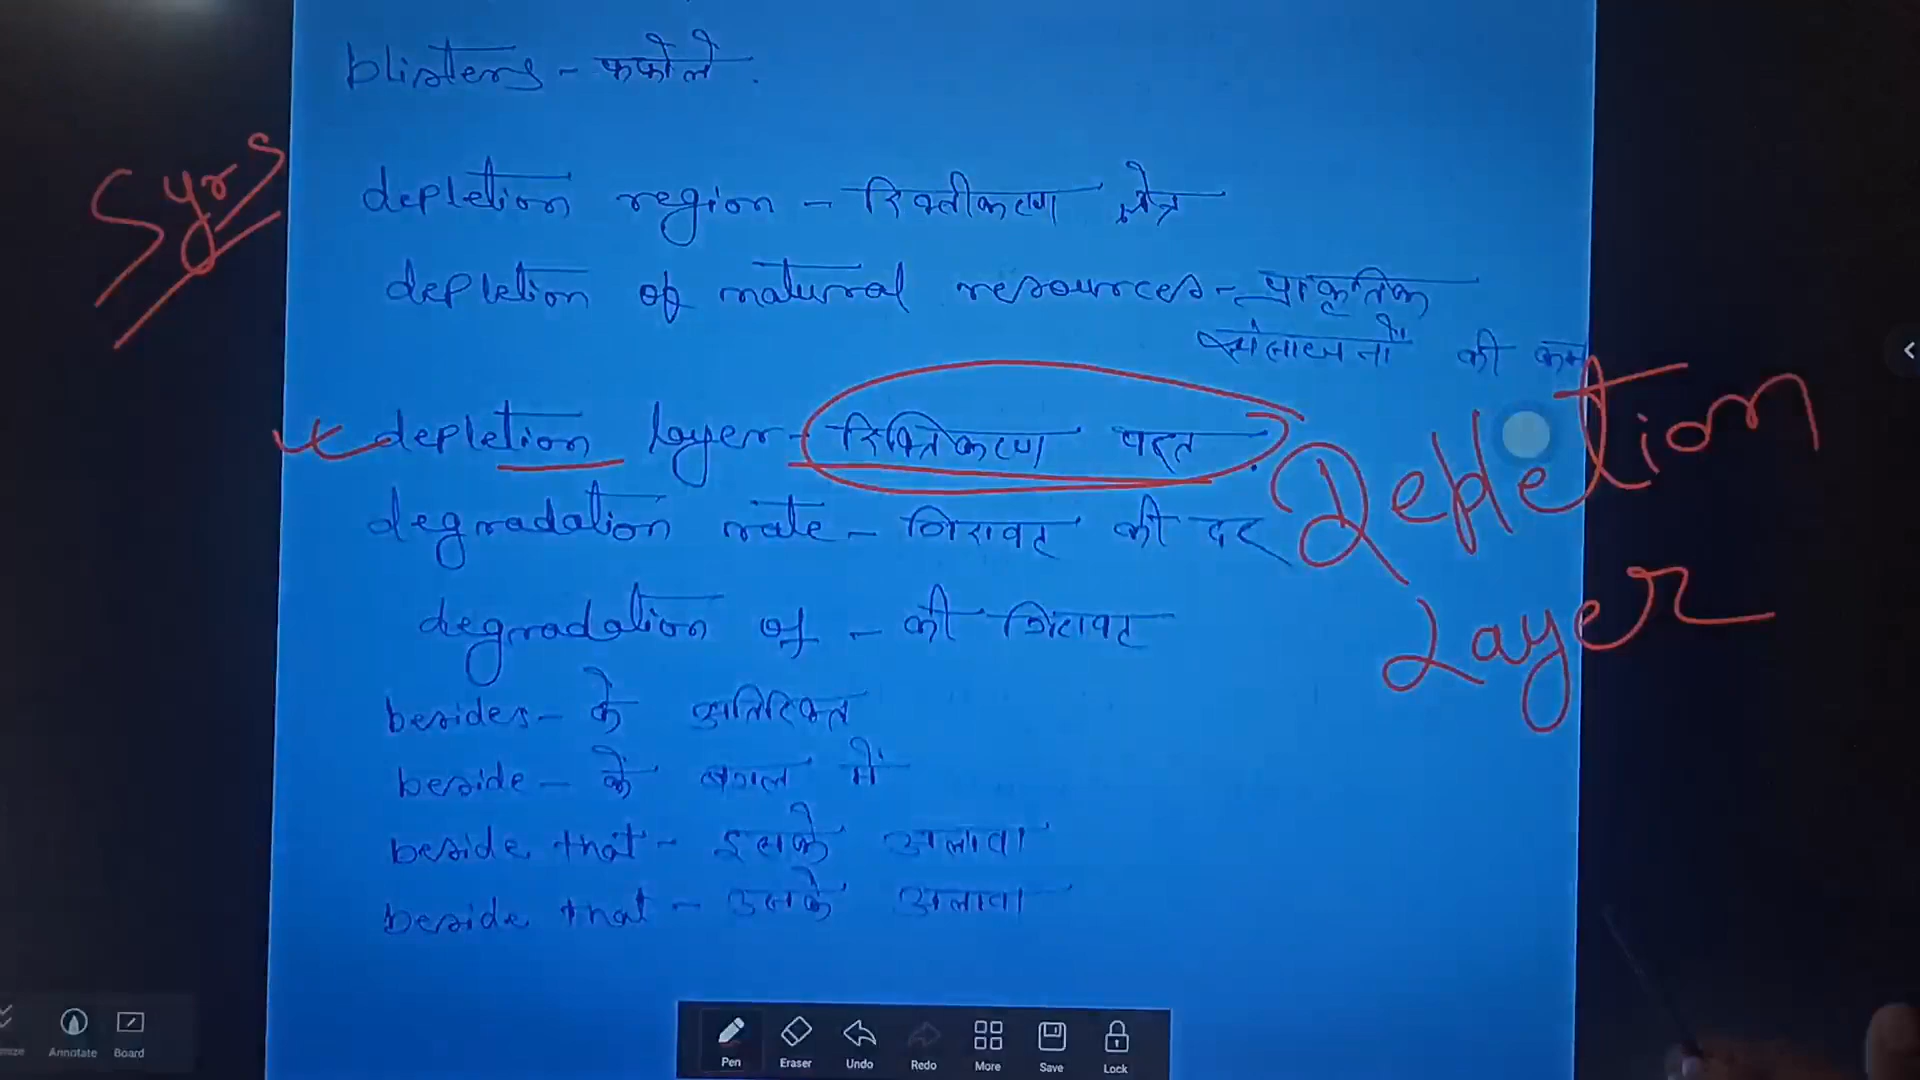 blisters - फफोले.
Syrs
depletion region - रिक्तीकरण क्षेत्र
depletion of natural resources - प्राकृतिक
संसाधनों की कम
depletion layer - रिक्तिकरण परत
Depletion
Layer
degradation rate - गिरावट की दर
degradation of - की गिरावट
besides - के अतिरिक्त
beside - के बगल में
beside that - इसके अलावा
beside that - उसके अलावा
Annotate Board
Pen Eraser Undo Redo More Save Lock